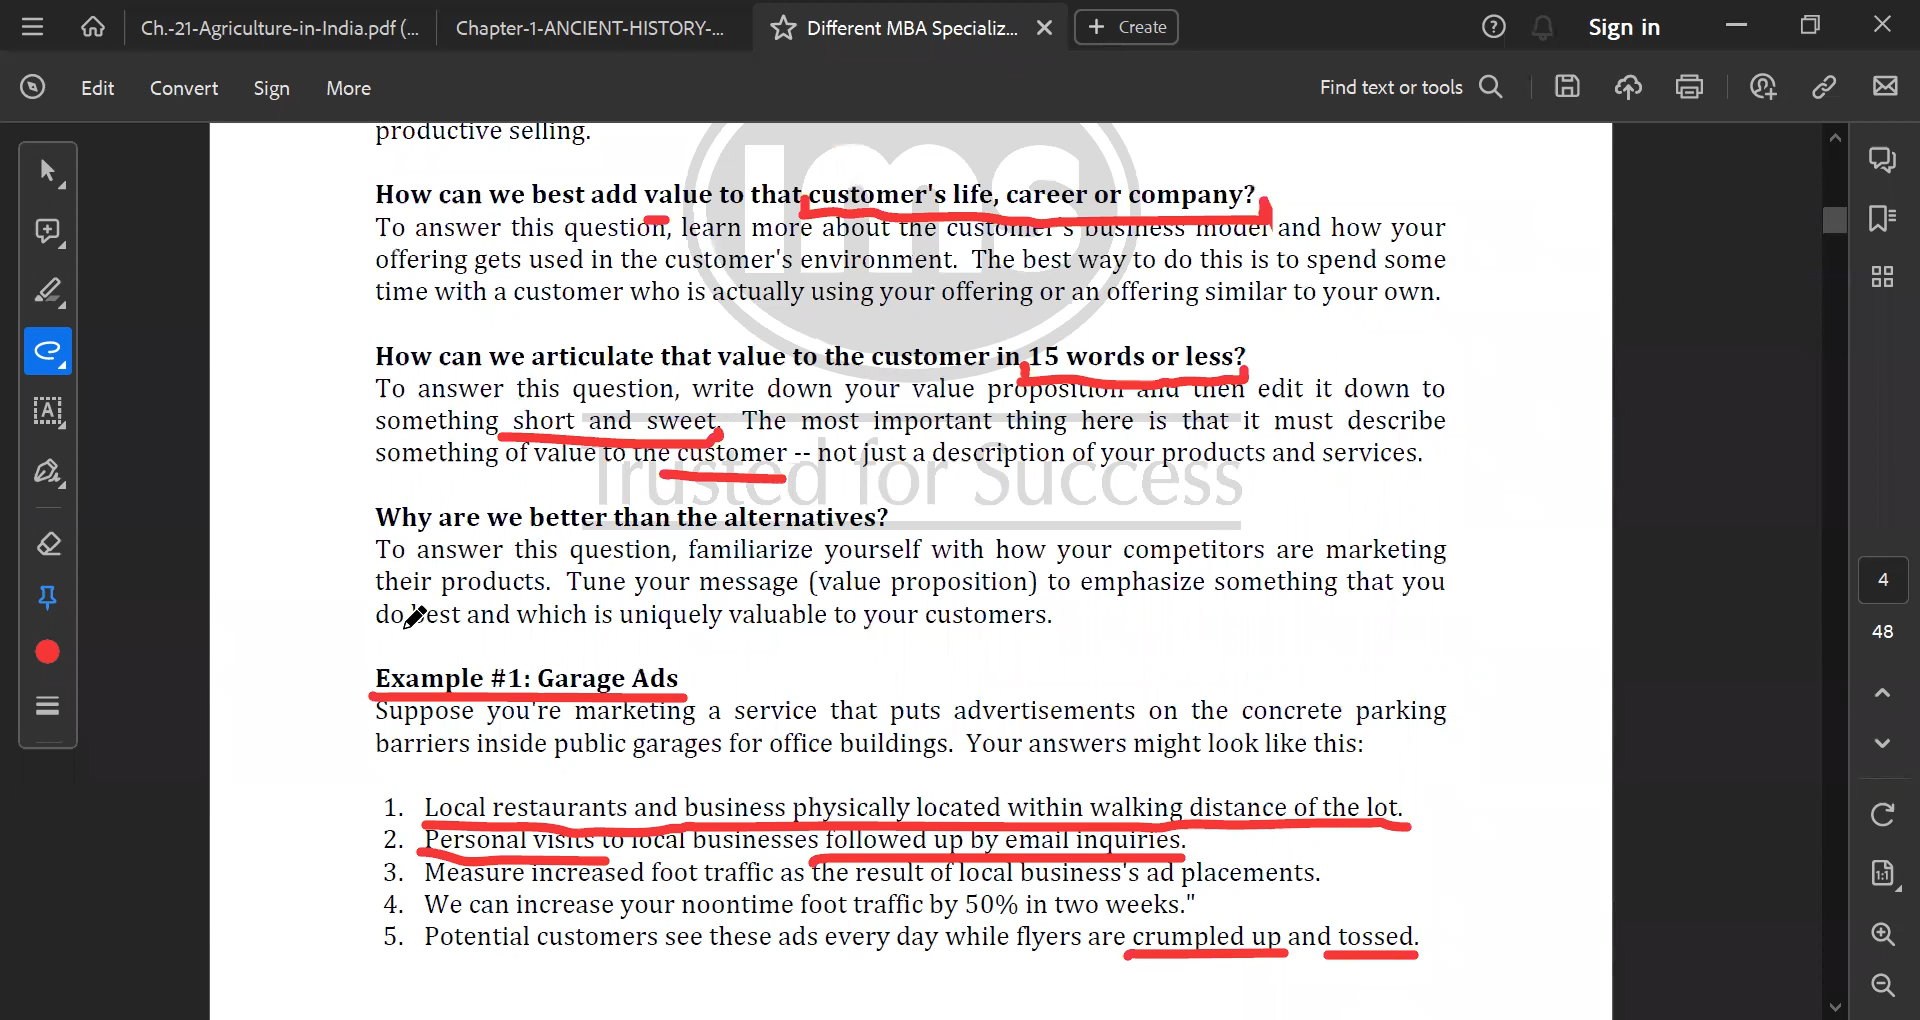 Ch.-21-Agriculture-in-India.pdf (...
Chapter-1-ANCIENT-HISTORY-...
Different MBA Specializ...
Create
Sign in
Edit
Convert
Sign
More
Find text or tools
productive selling.
ims
How can we best add value to that customer's life, career or company?
To answer this question, learn more about the customer's business model and how your
offering gets used in the customer's environment. The best way to do this is to spend some
time with a customer who is actually using your offering or an offering similar to your own.
How can we articulate that value to the customer in 15 words or less?
To answer this question, write down your value proposition and then edit it down to
something short and sweet. The most important thing here is that it must describe
something of value to the customer -- not just a description of your products and services.
Trusted for Success
Why are we better than the alternatives?
To answer this question, familiarize yourself with how your competitors are marketing
their products. Tune your message (value proposition) to emphasize something that you
do best and which is uniquely valuable to your customers.
Example #1: Garage Ads
Suppose you're marketing a service that puts advertisements on the concrete parking
barriers inside public garages for office buildings. Your answers might look like this:
1. Local restaurants and business physically located within walking distance of the lot.
2. Personal visits to local businesses followed up by email inquiries.
3. Measure increased foot traffic as the result of local business's ad placements.
4. We can increase your noontime foot traffic by 50% in two weeks."
5. Potential customers see these ads every day while flyers are crumpled up and tossed.
4
48
1:1